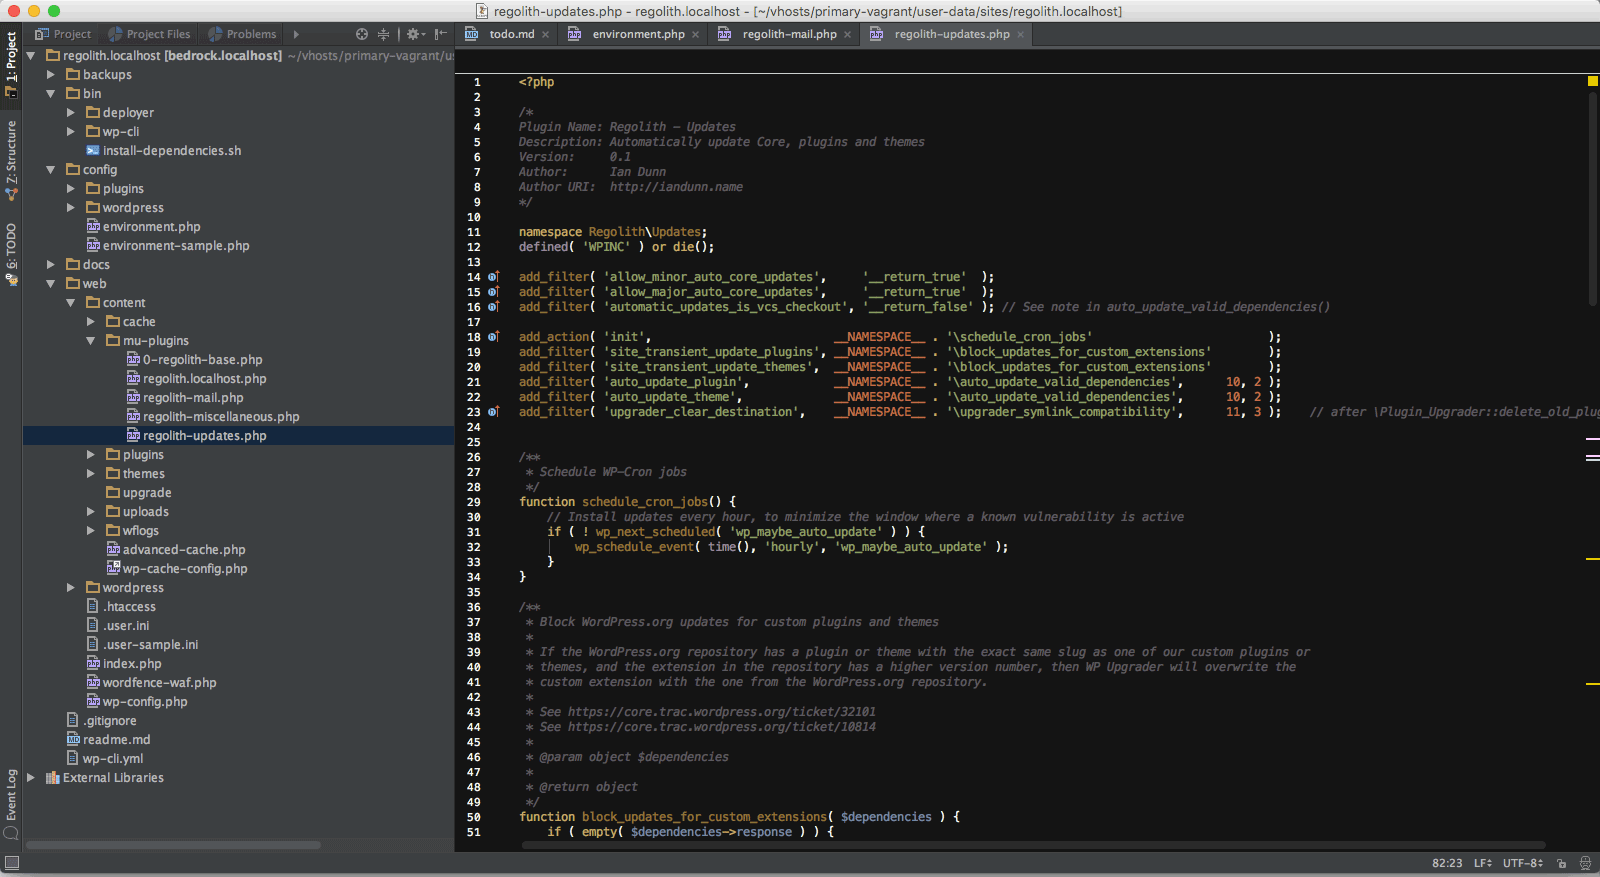 regolith-updates.php - regolith.localhost - [~/vhosts/primary-vagrant/user-data/sites/regolith.localhost]
Project Project Files Problems
todo.md environment.php regolith-mail.php regolith-updates.php
1: Project
Z: Structure
6: TODO
Event Log
regolith.localhost [bedrock.localhost] ~/vhosts/primary-vagrant/u
backups
bin
deployer
wp-cli
install-dependencies.sh
config
plugins
wordpress
environment.php
environment-sample.php
docs
web
content
cache
mu-plugins
0-regolith-base.php
regolith.localhost.php
regolith-mail.php
regolith-miscellaneous.php
regolith-updates.php
plugins
themes
upgrade
uploads
wflogs
advanced-cache.php
wp-cache-config.php
wordpress
.htaccess
.user.ini
.user-sample.ini
index.php
wordfence-waf.php
wp-config.php
.gitignore
readme.md
wp-cli.yml
External Libraries
1 <?php
2
3 /*
4 Plugin Name: Regolith - Updates
5 Description: Automatically update Core, plugins and themes
6 Version: 0.1
7 Author: Ian Dunn
8 Author URI: http://iandunn.name
9 */
10
11 namespace Regolith\Updates;
12 defined( 'WPINC' ) or die();
13
14 add_filter( 'allow_minor_auto_core_updates', '__return_true' );
15 add_filter( 'allow_major_auto_core_updates', '__return_true' );
16 add_filter( 'automatic_updates_is_vcs_checkout', '__return_false' ); // See note in auto_update_valid_dependencies()
17
18 add_action( 'init', __NAMESPACE__ . '\schedule_cron_jobs' );
19 add_filter( 'site_transient_update_plugins', __NAMESPACE__ . '\block_updates_for_custom_extensions' );
20 add_filter( 'site_transient_update_themes', __NAMESPACE__ . '\block_updates_for_custom_extensions' );
21 add_filter( 'auto_update_plugin', __NAMESPACE__ . '\auto_update_valid_dependencies', 10, 2 );
22 add_filter( 'auto_update_theme', __NAMESPACE__ . '\auto_update_valid_dependencies', 10, 2 );
23 add_filter( 'upgrader_clear_destination', __NAMESPACE__ . '\upgrader_symlink_compatibility', 11, 3 ); // after \Plugin_Upgrader::delete_old_plug
24
25
26 /**
27 * Schedule WP-Cron jobs
28 */
29 function schedule_cron_jobs() {
30 // Install updates every hour, to minimize the window where a known vulnerability is active
31 if ( ! wp_next_scheduled( 'wp_maybe_auto_update' ) ) {
32 wp_schedule_event( time(), 'hourly', 'wp_maybe_auto_update' );
33 }
34 }
35
36 /**
37 * Block WordPress.org updates for custom plugins and themes
38 *
39 * If the WordPress.org repository has a plugin or theme with the exact same slug as one of our custom plugins or
40 * themes, and the extension in the repository has a higher version number, then WP Upgrader will overwrite the
41 * custom extension with the one from the WordPress.org repository.
42 *
43 * See https://core.trac.wordpress.org/ticket/32101
44 * See https://core.trac.wordpress.org/ticket/10814
45 *
46 * @param object $dependencies
47 *
48 * @return object
49 */
50 function block_updates_for_custom_extensions( $dependencies ) {
51 if ( empty( $dependencies->response ) ) {
82:23 LF UTF-8